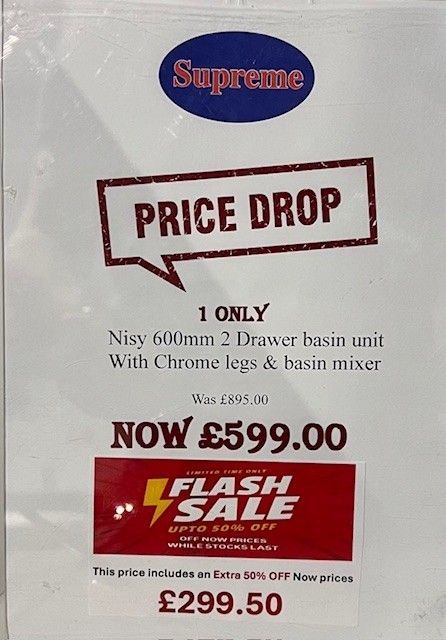 Supreme
PRICE DROP
1 ONLY
Nisy 600mm 2 Drawer basin unit
With Chrome legs & basin mixer
Was £895.00
NOW £599.00
LIMITED TIME ONLY
FLASH
SALE
UPTO 50% OFF
OFF NOW PRICES
WHILE STOCKS LAST
This price includes an Extra 50% OFF Now prices
£299.50